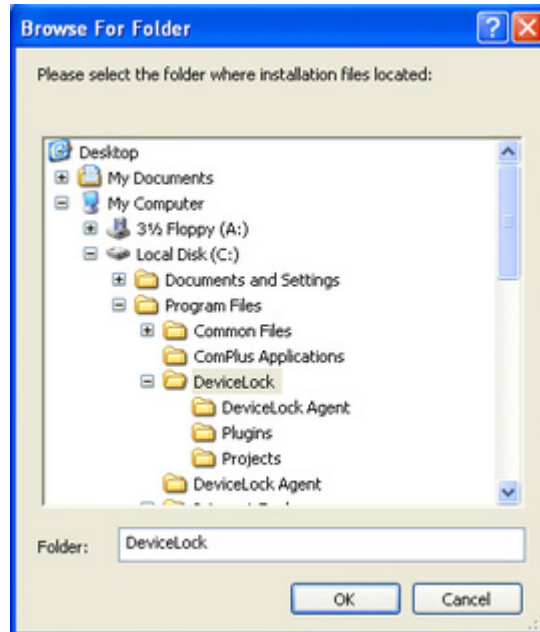 Browse For Folder
Please select the folder where installation files located:
Desktop
My Documents
My Computer
3½ Floppy (A:)
Local Disk (C:)
Documents and Settings
Program Files
Common Files
ComPlus Applications
DeviceLock
DeviceLock Agent
Plugins
Projects
DeviceLock Agent
Folder: DeviceLock
OK Cancel